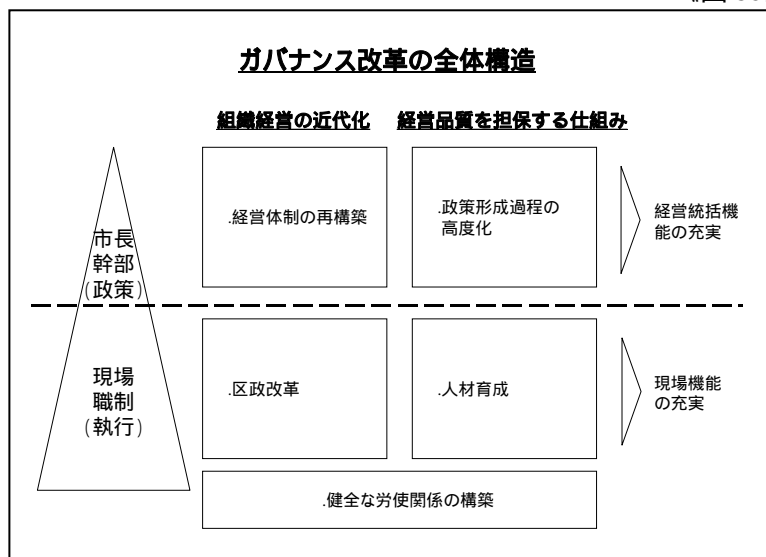 ガバナンス改革の全体構造
組織経営の近代化
経営品質を担保する仕組み
.経営体制の再構築
.政策形成過程の
高度化
経営統括機
能の充実
市長
幹部
(政策)
現場
職制
(執行)
.区政改革
.人材育成
現場機能
の充実
.健全な労使関係の構築